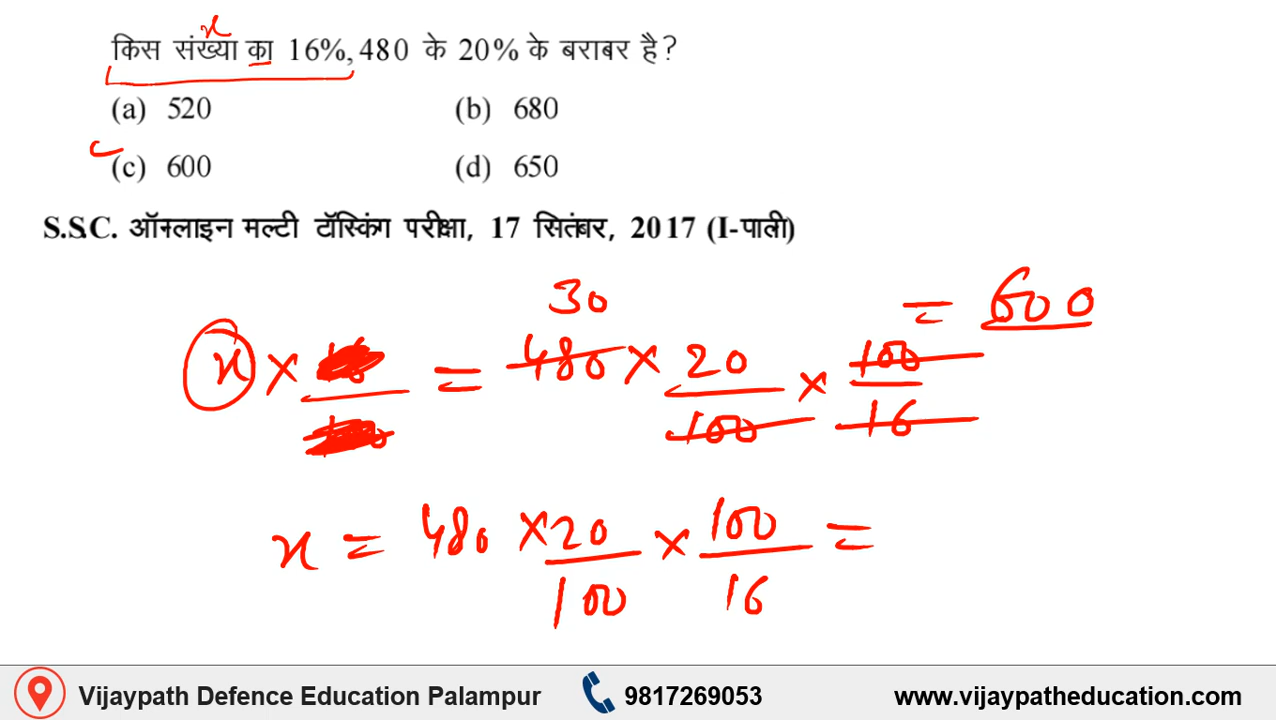 x
किस संख्या का 16%, 480 के 20% के बराबर है?
(a) 520 (b) 680
(c) 600 (d) 650
S.S.C. ऑनलाइन मल्टी टॉस्किंग परीक्षा, 17 सितंबर, 2017 (I-पाली)
30
x × = 480 × 20/100 × 100/16 = 600
x = 480 × 20/100 × 100/16 =
Vijaypath Defence Education Palampur 9817269053 www.vijaypatheducation.com